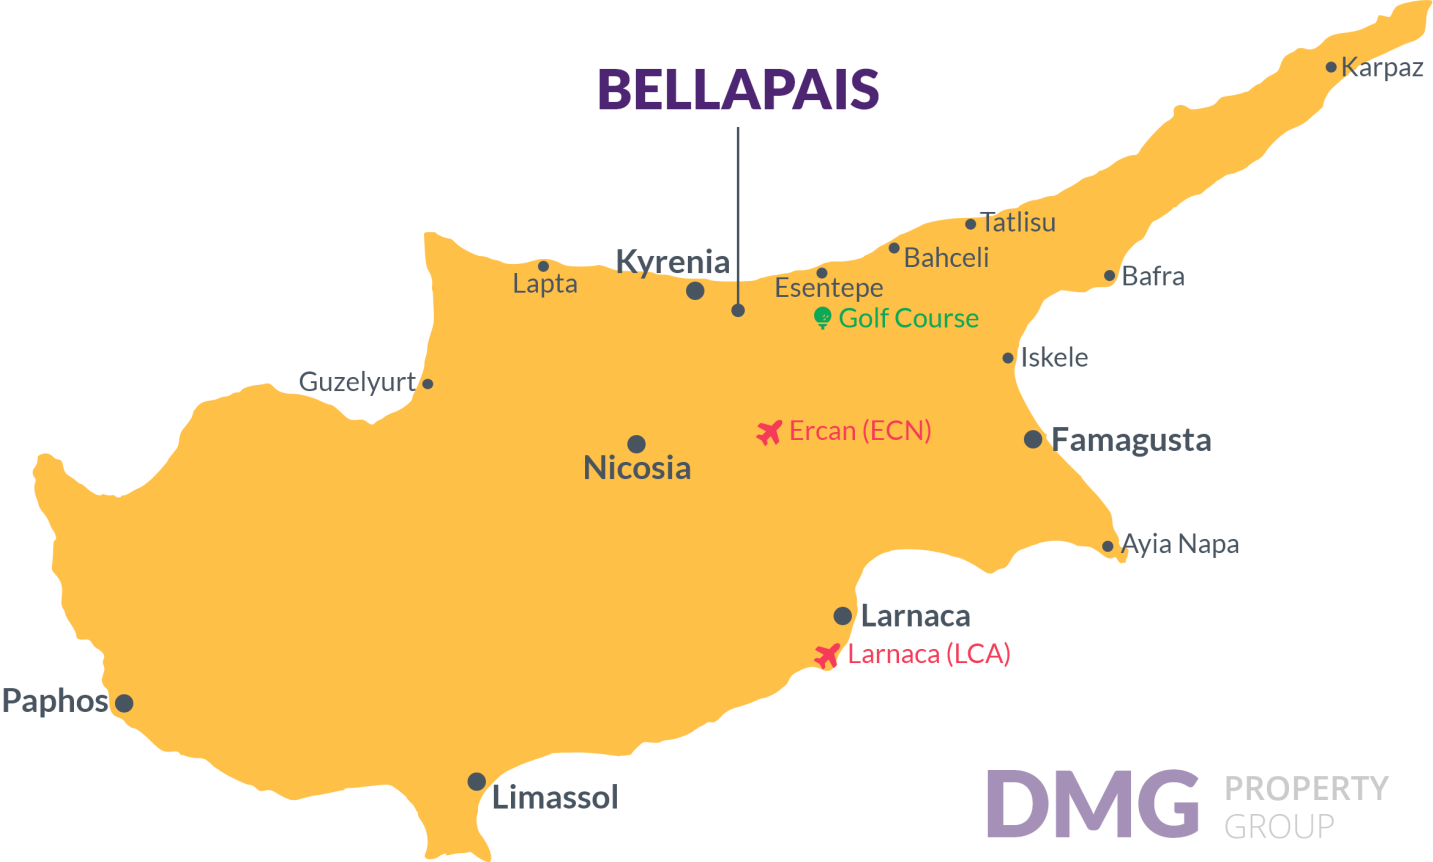 Karpaz
BELLAPAIS
Tatlisu
Kyrenia
Bahceli
Lapta
Esentepe
Bafra
Golf Course
Iskele
Guzelyurt
Ercan (ECN)
Famagusta
Nicosia
Ayia Napa
Larnaca
Larnaca (LCA)
Paphos
Limassol
DMG PROPERTY
GROUP